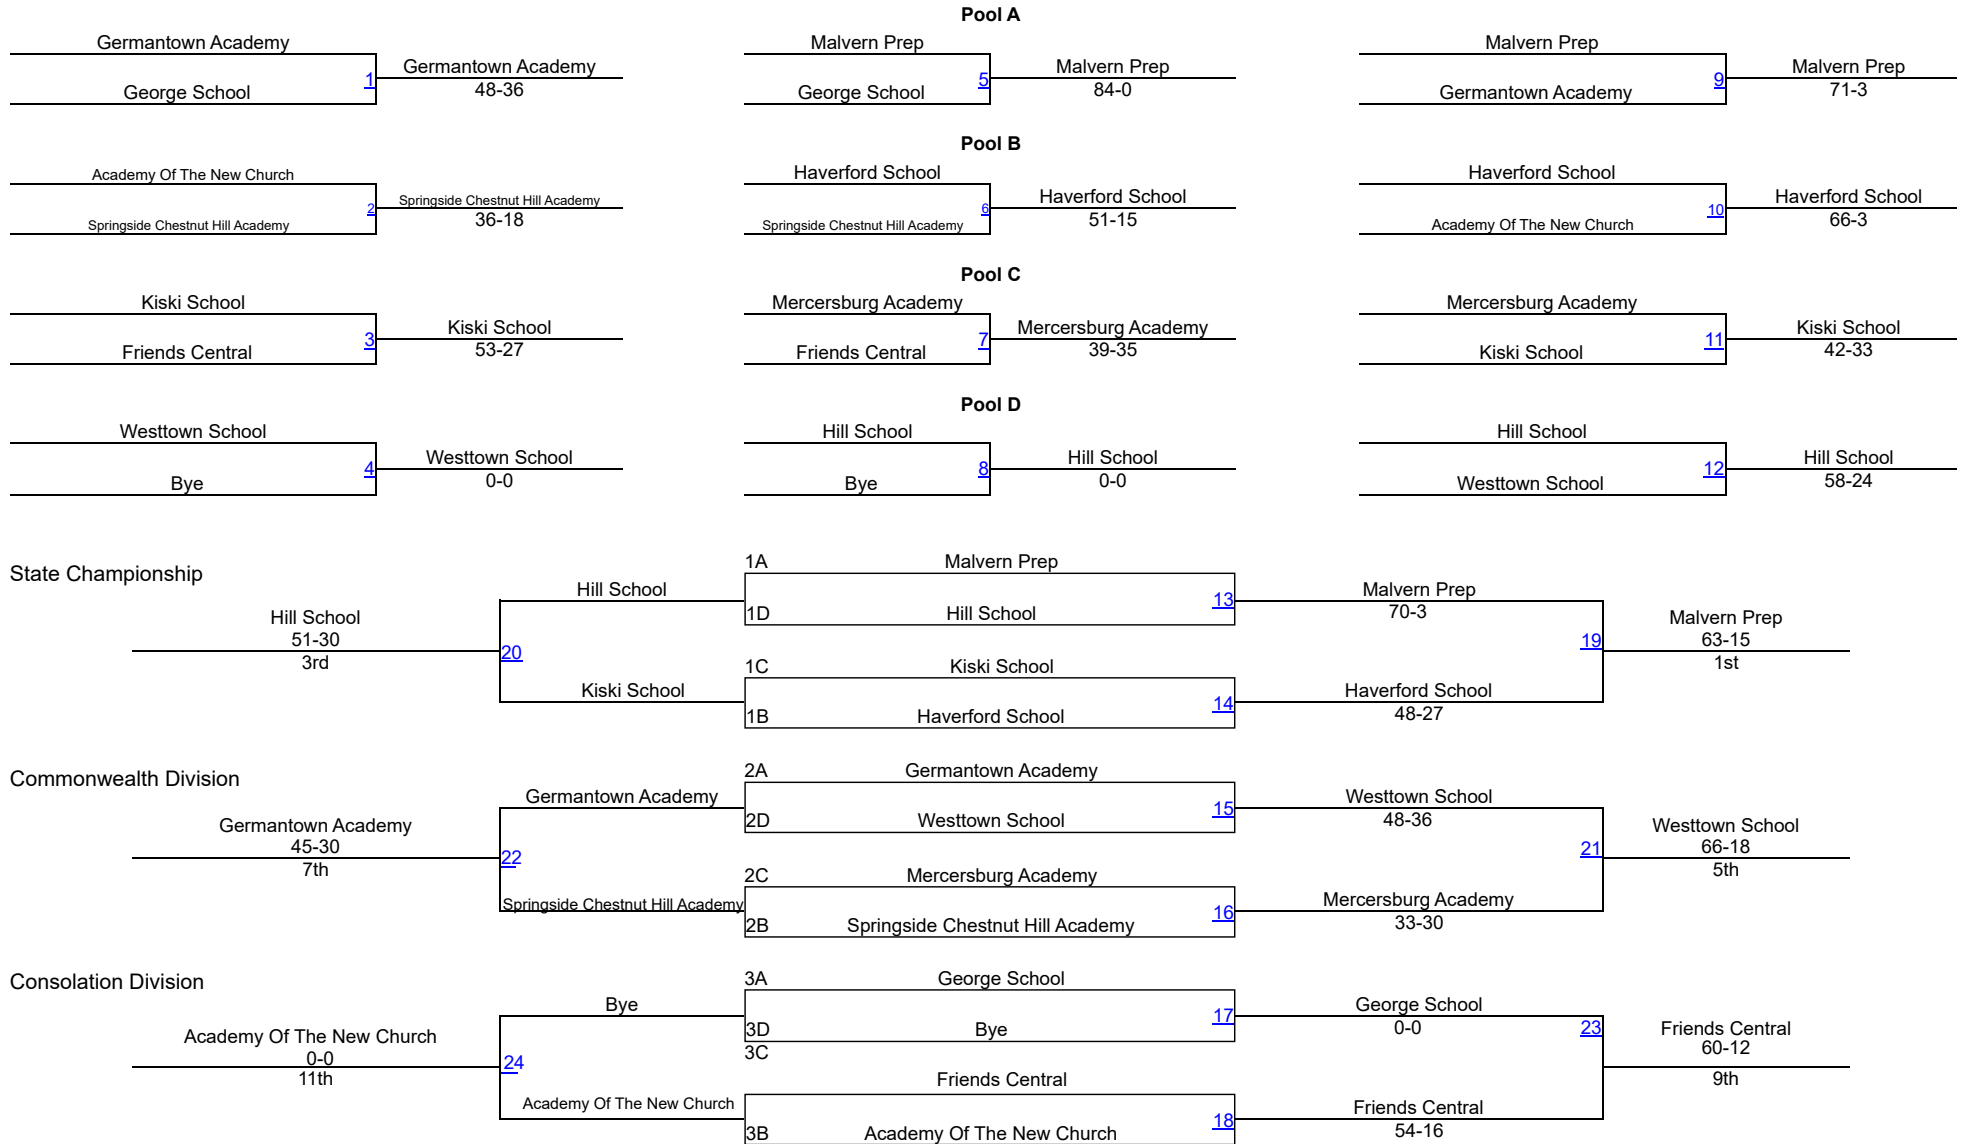 Pool A
Germantown Academy
George School
1
Germantown Academy
48-36
Malvern Prep
George School
5
Malvern Prep
84-0
Malvern Prep
Germantown Academy
9
Malvern Prep
71-3
Pool B
Academy Of The New Church
Springside Chestnut Hill Academy
2
Springside Chestnut Hill Academy
36-18
Haverford School
Springside Chestnut Hill Academy
6
Haverford School
51-15
Haverford School
Academy Of The New Church
10
Haverford School
66-3
Pool C
Kiski School
Friends Central
3
Kiski School
53-27
Mercersburg Academy
Friends Central
7
Mercersburg Academy
39-35
Mercersburg Academy
Kiski School
11
Kiski School
42-33
Pool D
Westtown School
Bye
4
Westtown School
0-0
Hill School
Bye
8
Hill School
0-0
Hill School
Westtown School
12
Hill School
58-24
State Championship
Hill School
51-30
3rd
20
Hill School
Kiski School
1A Malvern Prep
1D Hill School
13
1C Kiski School
1B Haverford School
14
Malvern Prep
70-3
Haverford School
48-27
19
Malvern Prep
63-15
1st
Commonwealth Division
Germantown Academy
45-30
7th
22
Germantown Academy
Springside Chestnut Hill Academy
2A Germantown Academy
2D Westtown School
15
2C Mercersburg Academy
2B Springside Chestnut Hill Academy
16
Westtown School
48-36
Mercersburg Academy
33-30
21
Westtown School
66-18
5th
Consolation Division
Academy Of The New Church
0-0
11th
24
Bye
Academy Of The New Church
3A George School
3D Bye
17
3C
Friends Central
3B Academy Of The New Church
18
George School
0-0
Friends Central
54-16
23
Friends Central
60-12
9th